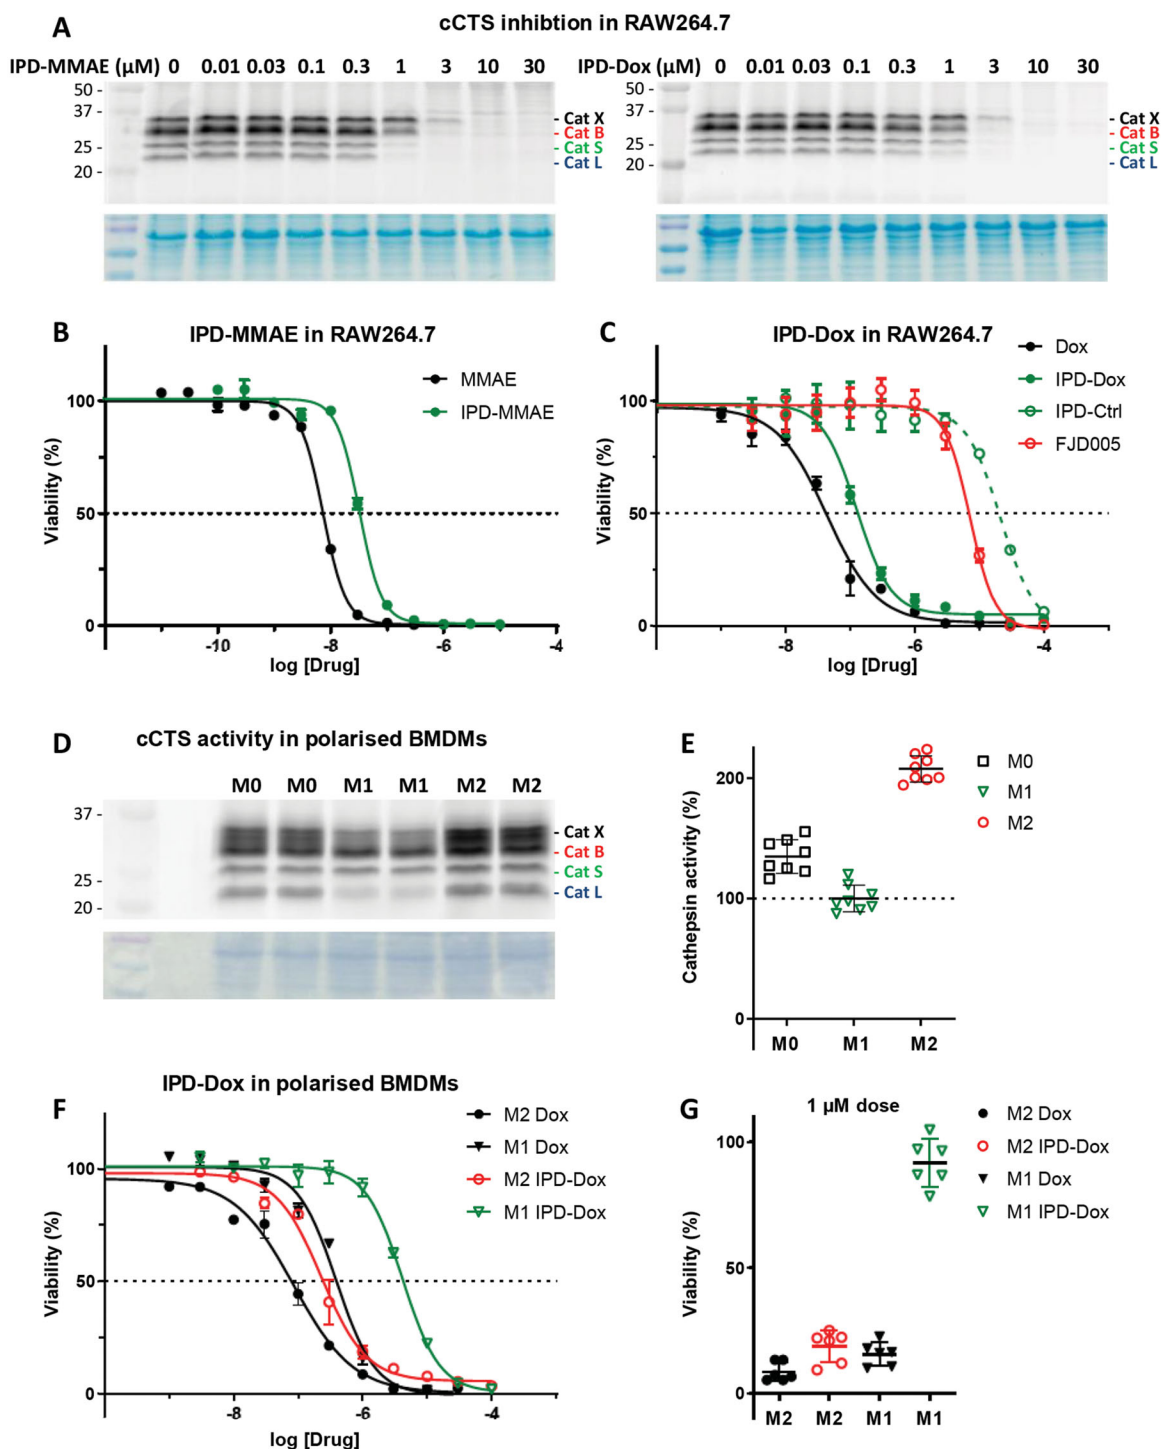 A
cCTS inhibtion in RAW264.7
IPD-MMAE (µM) 0 0.01 0.03 0.1 0.3 1 3 10 30
50 -
37 -
25 -
20 -
- Cat X
- Cat B
- Cat S
- Cat L
IPD-Dox (µM) 0 0.01 0.03 0.1 0.3 1 3 10 30
50 -
37 -
25 -
20 -
- Cat X
- Cat B
- Cat S
- Cat L
B
IPD-MMAE in RAW264.7
MMAE
IPD-MMAE
Viability (%)
100
50
0
-10 -8 -6 -4
log [Drug]
C
IPD-Dox in RAW264.7
Dox
IPD-Dox
IPD-Ctrl
FJD005
Viability (%)
100
50
0
-8 -6 -4
log [Drug]
D
cCTS activity in polarised BMDMs
M0 M0 M1 M1 M2 M2
37 -
25 -
20 -
- Cat X
- Cat B
- Cat S
- Cat L
E
M0
M1
M2
Cathepsin activity (%)
200
100
0
M0 M1 M2
F
IPD-Dox in polarised BMDMs
M2 Dox
M1 Dox
M2 IPD-Dox
M1 IPD-Dox
Viability (%)
100
50
0
-8 -6 -4
log [Drug]
G
1 µM dose
M2 Dox
M2 IPD-Dox
M1 Dox
M1 IPD-Dox
Viability (%)
100
50
0
M2 M2 M1 M1